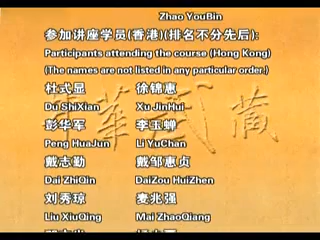 Zhao YouBin
参加讲座学员(香港)(排名不分先后):
Participants attending the course (Hong Kong)
(The names are not listed in any particular order.)
杜式显 徐锦惠
Du ShiXian Xu JinHui
彭华军 李玉蝉
Peng HuaJun Li YuChan
戴志勤 戴邹惠贞
Dai ZhiQin DaiZou HuiZhen
刘秀琼 麦兆强
Liu XiuQing Mai ZhaoQiang